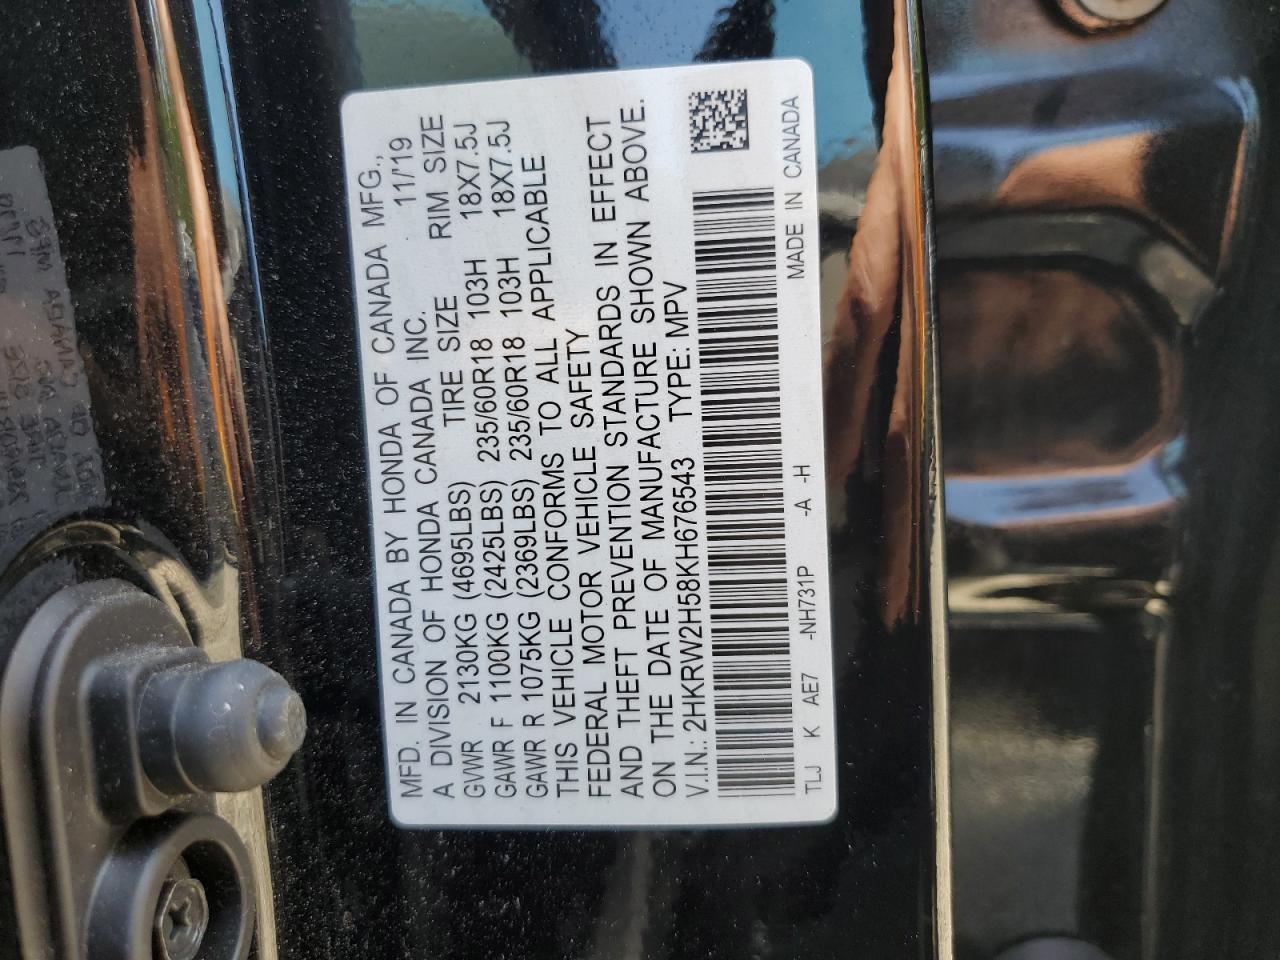 MFD. IN CANADA BY HONDA OF CANADA MFG.,
A DIVISION OF HONDA CANADA INC. 11/'19
GVWR 2130KG (4695LBS) TIRE SIZE RIM SIZE
GAWR F 1100KG (2425LBS) 235/60R18 103H 18X7.5J
GAWR R 1075KG (2369LBS) 235/60R18 103H 18X7.5J
THIS VEHICLE CONFORMS TO ALL APPLICABLE
FEDERAL MOTOR VEHICLE SAFETY
AND THEFT PREVENTION STANDARDS IN EFFECT
ON THE DATE OF MANUFACTURE SHOWN ABOVE.
V.I.N.: 2HKRW2H58KH676543 TYPE: MPV
TLJ K AE7 -NH731P -A -H MADE IN CANADA